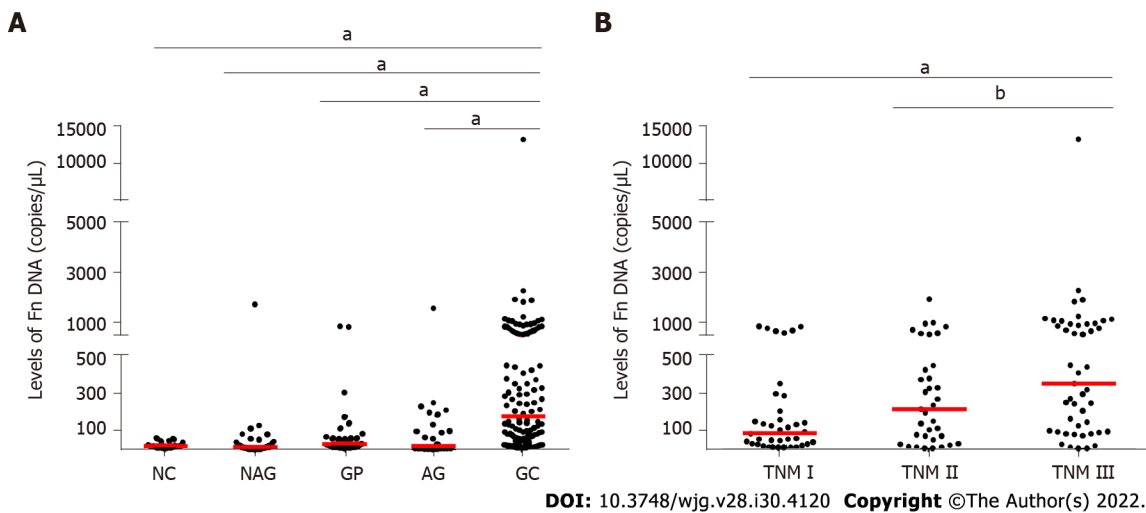 A
a
a
a
a
Levels of Fn DNA (copies/μL)
15000
10000
5000
3000
1000
500
300
100
NC NAG GP AG GC
B
a
b
Levels of Fn DNA (copies/μL)
15000
10000
5000
3000
1000
500
300
100
TNM I TNM II TNM III
DOI: 10.3748/wjg.v28.i30.4120 Copyright ©The Author(s) 2022.